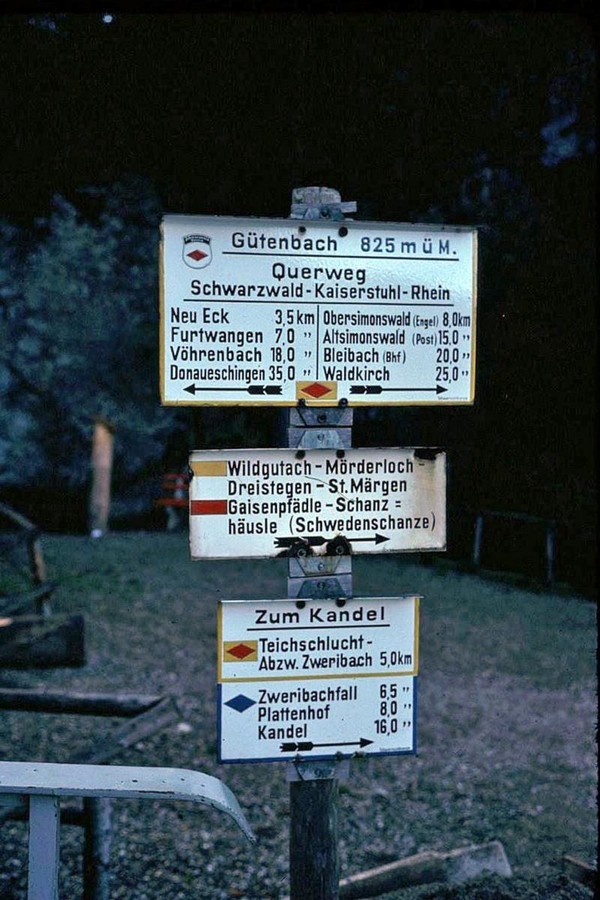 Gütenbach 825 m ü M.
Querweg
Schwarzwald-Kaiserstuhl-Rhein
Neu Eck 3,5 km
Furtwangen 7,0 "
Vöhrenbach 18,0 "
Donaueschingen 35,0 "
Obersimonswald (Engel) 8,0 km
Altsimonswald (Post) 15,0 "
Bleibach (Bhf) 20,0 "
Waldkirch 25,0 "
Wildgutach - Mörderloch -
Dreistegen - St. Märgen
Gaisenpfädle - Schanz =
häusle (Schwedenschanze)
Zum Kandel
Teichschlucht-
Abzw. Zweribach 5,0 km
Zweribachfall 6,5 "
Plattenhof 8,0 "
Kandel 16,0 "